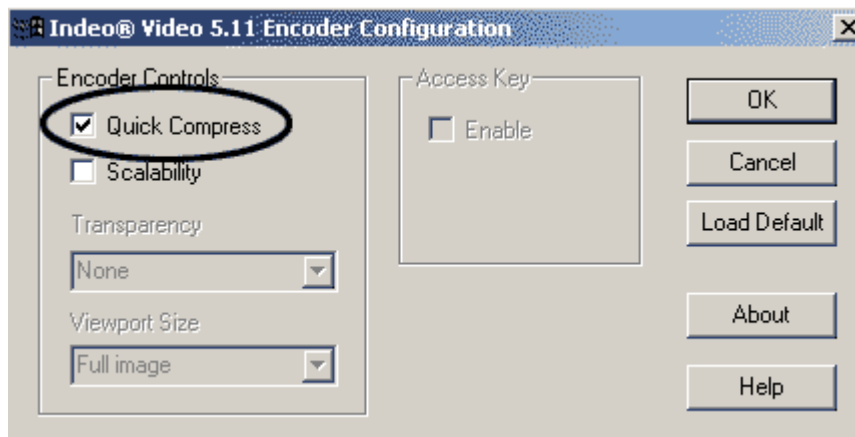 Indeo® Video 5.11 Encoder Configuration
Encoder Controls
Quick Compress
Scalability
Transparency
None
Viewport Size
Full image
Access Key
Enable
OK
Cancel
Load Default
About
Help